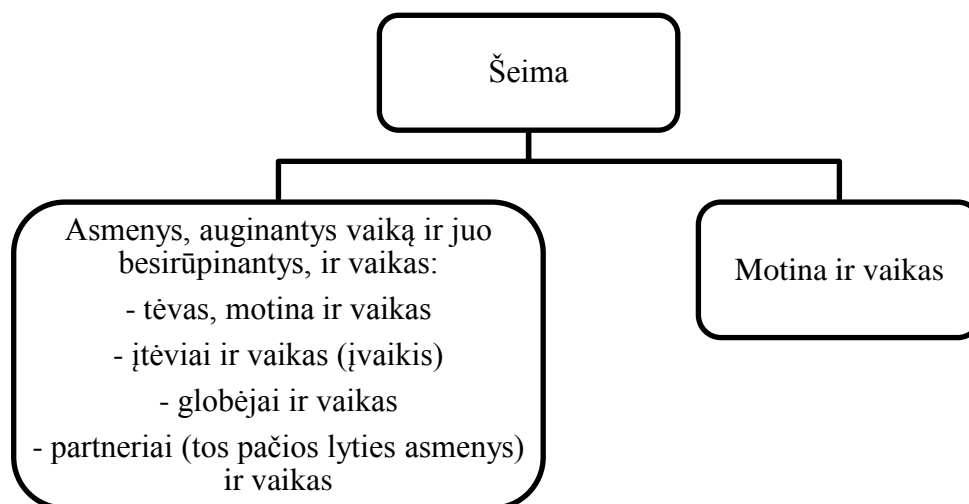 Šeima
Asmenys, auginantys vaiką ir juo
besirūpinantys, ir vaikas:
- tėvas, motina ir vaikas
- įtėviai ir vaikas (įvaikis)
- globėjai ir vaikas
- partneriai (tos pačios lyties asmenys)
ir vaikas
Motina ir vaikas